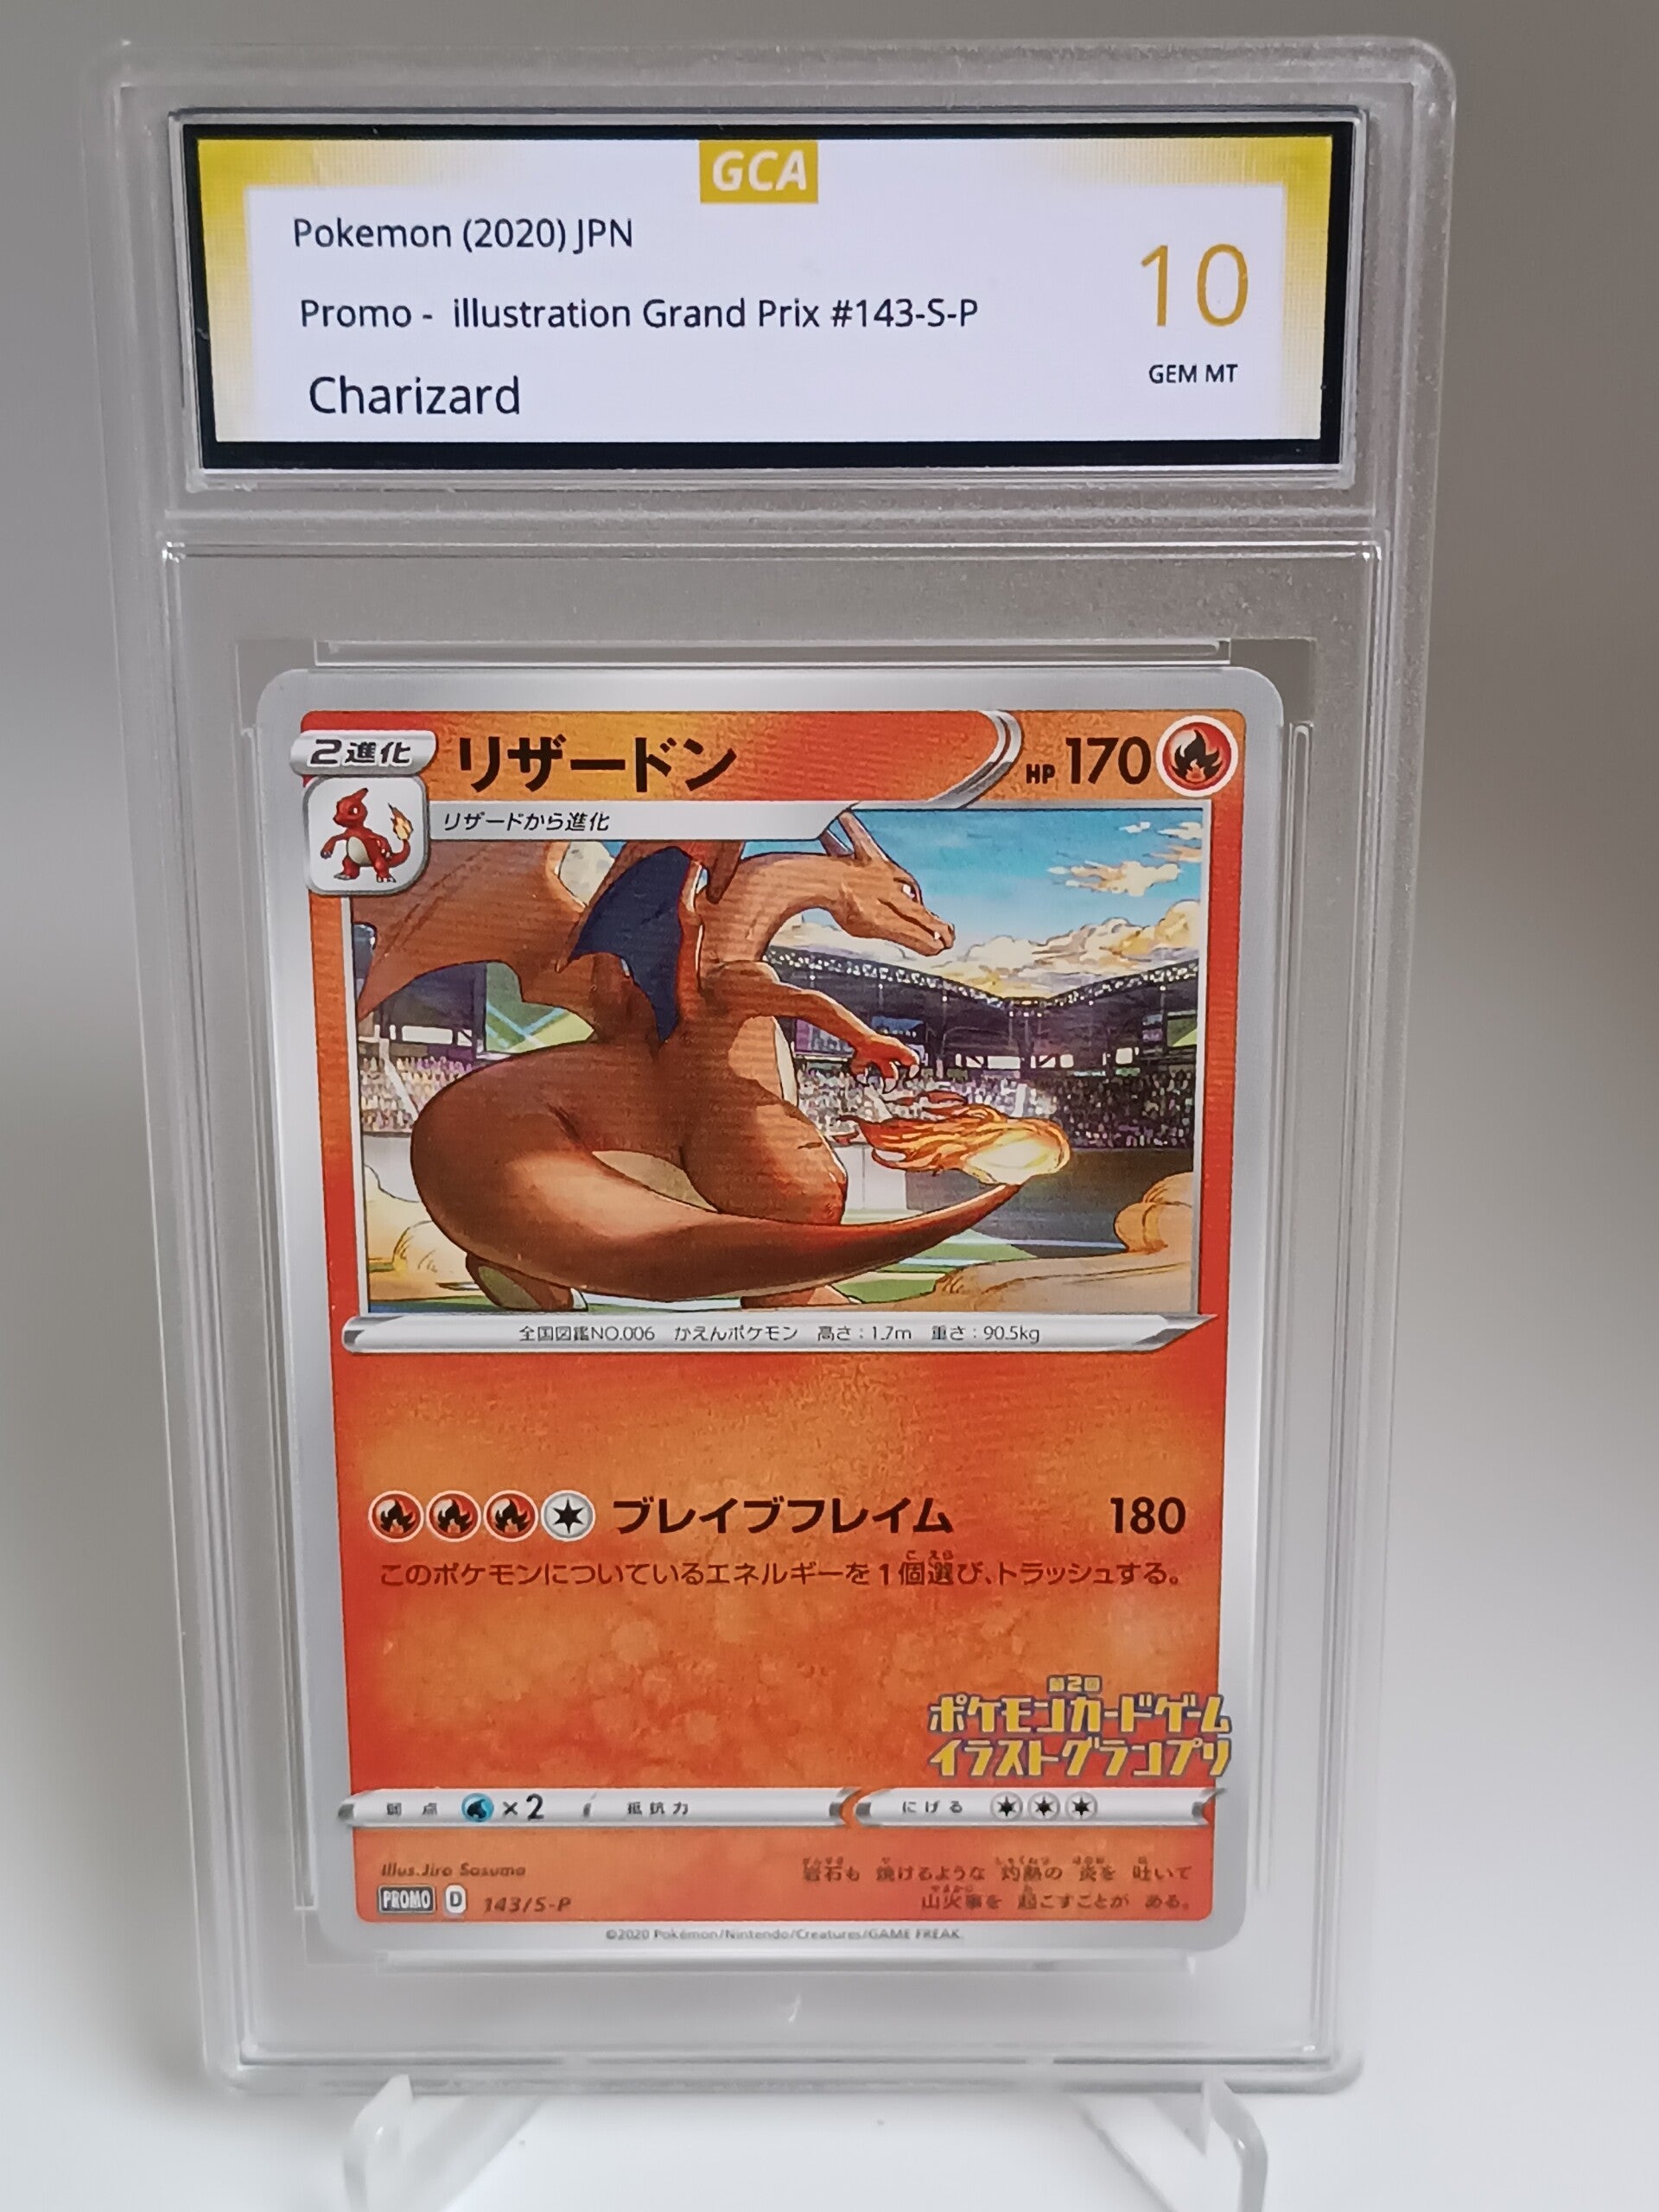 GCA
Pokemon (2020) JPN
10
Promo - illustration Grand Prix #143-S-P
GEM MT
Charizard
2進化 リザードン HP 170
リザードから進化
全国図鑑NO.006 かえんポケモン 高さ:1.7m 重さ:90.5kg
ブレイブフレイム 180
このポケモンについているエネルギーを1個選び、トラッシュする。
第2回
ポケモンカードゲーム
イラストグランプリ
弱点 ×2 抵抗力 にげる
Illus.Jiro Sasumo
岩石も 焼けるような 灼熱の 炎を 吐いて
PROMO D 143/S-P
山火事を 起こすことが ある。
©2020 Pokémon/Nintendo/Creatures/GAME FREAK.